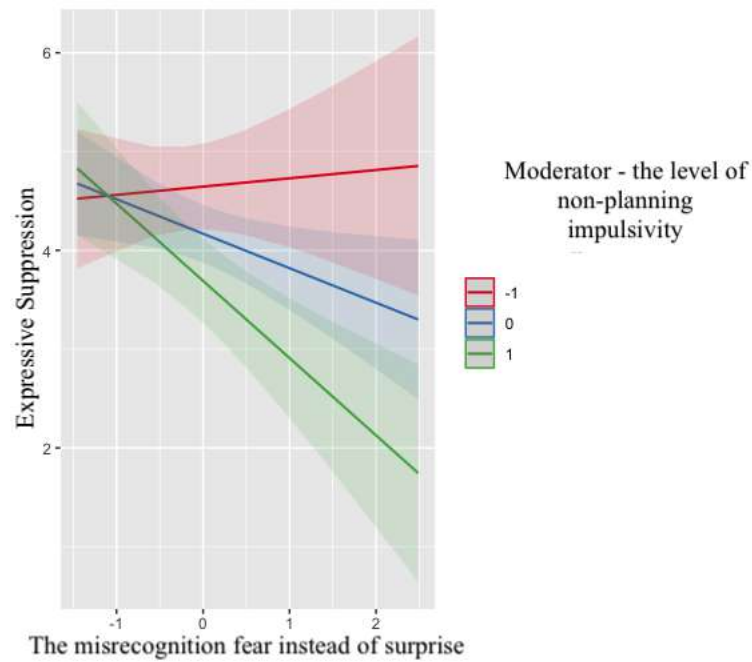 6
4
2
Expressive Suppression
-1 0 1 2
The misrecognition fear instead of surprise
Moderator - the level of
non-planning
impulsivity
-1
0
1